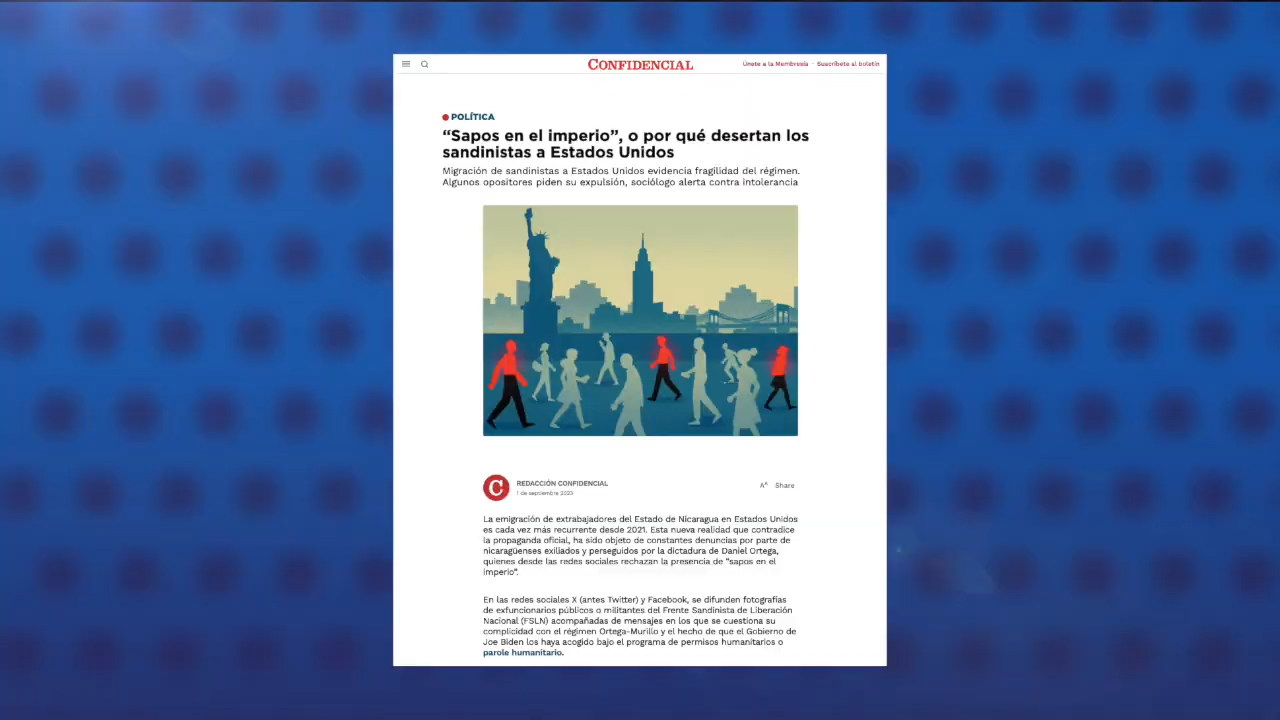 CONFIDENCIAL
Únete a la Membresía - Suscríbete al boletín
POLÍTICA
“Sapos en el imperio”, o por qué desertan los
sandinistas a Estados Unidos
Migración de sandinistas a Estados Unidos evidencia fragilidad del régimen.
Algunos opositores piden su expulsión, sociólogo alerta contra intolerancia
C
REDACCIÓN CONFIDENCIAL
AA Share
1 de septiembre 2023
La emigración de extrabajadores del Estado de Nicaragua en Estados Unidos
es cada vez más recurrente desde 2021. Esta nueva realidad que contradice
la propaganda oficial, ha sido objeto de constantes denuncias por parte de
nicaragüenses exiliados y perseguidos por la dictadura de Daniel Ortega,
quienes desde las redes sociales rechazan la presencia de “sapos en el
imperio”.
En las redes sociales X (antes Twitter) y Facebook, se difunden fotografías
de exfuncionarios públicos o militantes del Frente Sandinista de Liberación
Nacional (FSLN) acompañadas de mensajes en los que se cuestiona su
complicidad con el régimen Ortega-Murillo y el hecho de que el Gobierno de
Joe Biden los haya acogido bajo el programa de permisos humanitarios o
parole humanitario.